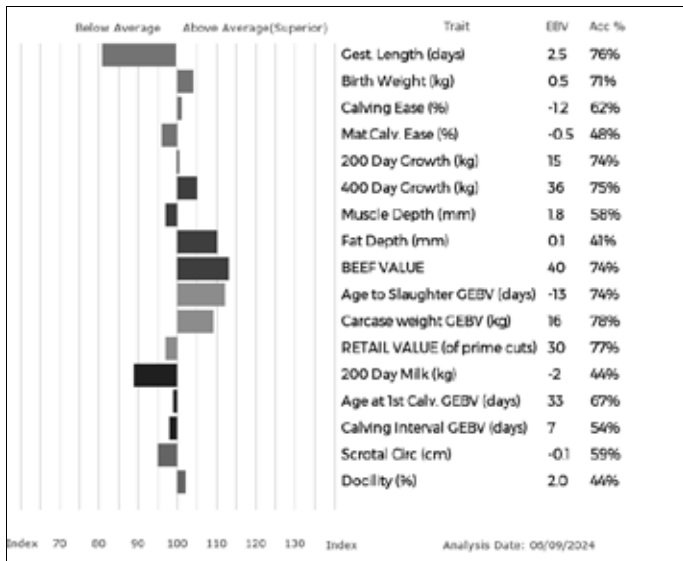 Below Average Above Average(Superior) Trait EBV Acc %
Gest. Length (days) 2.5 76%
Birth Weight (kg) 0.5 71%
Calving Ease (%) -1.2 62%
Mat.Calv. Ease (%) -0.5 48%
200 Day Growth (kg) 15 74%
400 Day Growth (kg) 36 75%
Muscle Depth (mm) 1.8 58%
Fat Depth (mm) 0.1 41%
BEEF VALUE 40 74%
Age to Slaughter GEBV (days) -13 74%
Carcase weight GEBV (kg) 16 78%
RETAIL VALUE (of prime cuts) 30 77%
200 Day Milk (kg) -2 44%
Age at 1st Calv. GEBV (days) 33 67%
Calving Interval GEBV (days) 7 54%
Scrotal Circ (cm) -0.1 59%
Docility (%) 2.0 44%
Index 70 80 90 100 110 120 130 Index Analysis Date: 06/09/2024